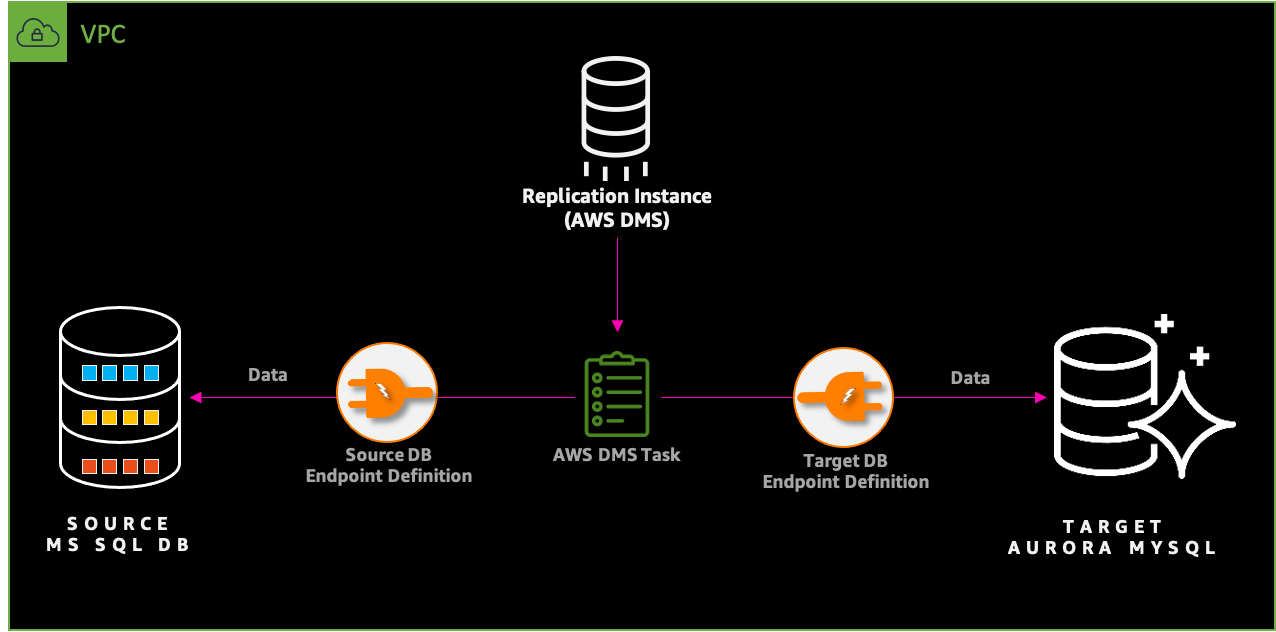 VPC
Replication Instance
(AWS DMS)
Data
Data
Source DB
Endpoint Definition
AWS DMS Task
Target DB
Endpoint Definition
SOURCE
MS SQL DB
TARGET
AURORA MYSQL